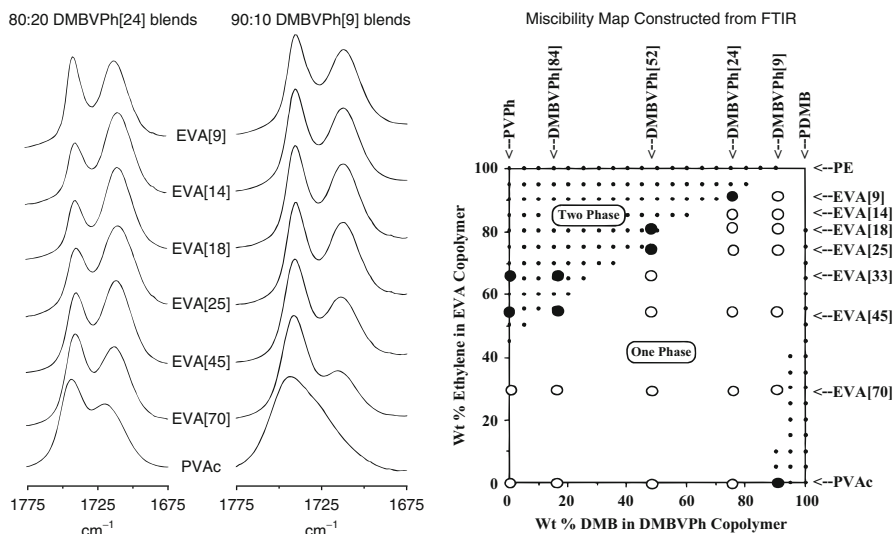 80:20 DMBVPh[24] blends
90:10 DMBVPh[9] blends
EVA[9]
EVA[14]
EVA[18]
EVA[25]
EVA[45]
EVA[70]
PVAc
1775
1725
1675
cm⁻¹
1775
1725
1675
cm⁻¹
Miscibility Map Constructed from FTIR
<--PVPh
<--DMBVPh[84]
<--DMBVPh[52]
<--DMBVPh[24]
<--DMBVPh[9]
<--PDMB
Wt % Ethylene in EVA Copolymer
100
80
60
40
20
0
Two Phase
One Phase
<--PE
<--EVA[9]
<--EVA[14]
<--EVA[18]
<--EVA[25]
<--EVA[33]
<--EVA[45]
<--EVA[70]
<--PVAc
0
20
40
60
80
100
Wt % DMB in DMBVPh Copolymer